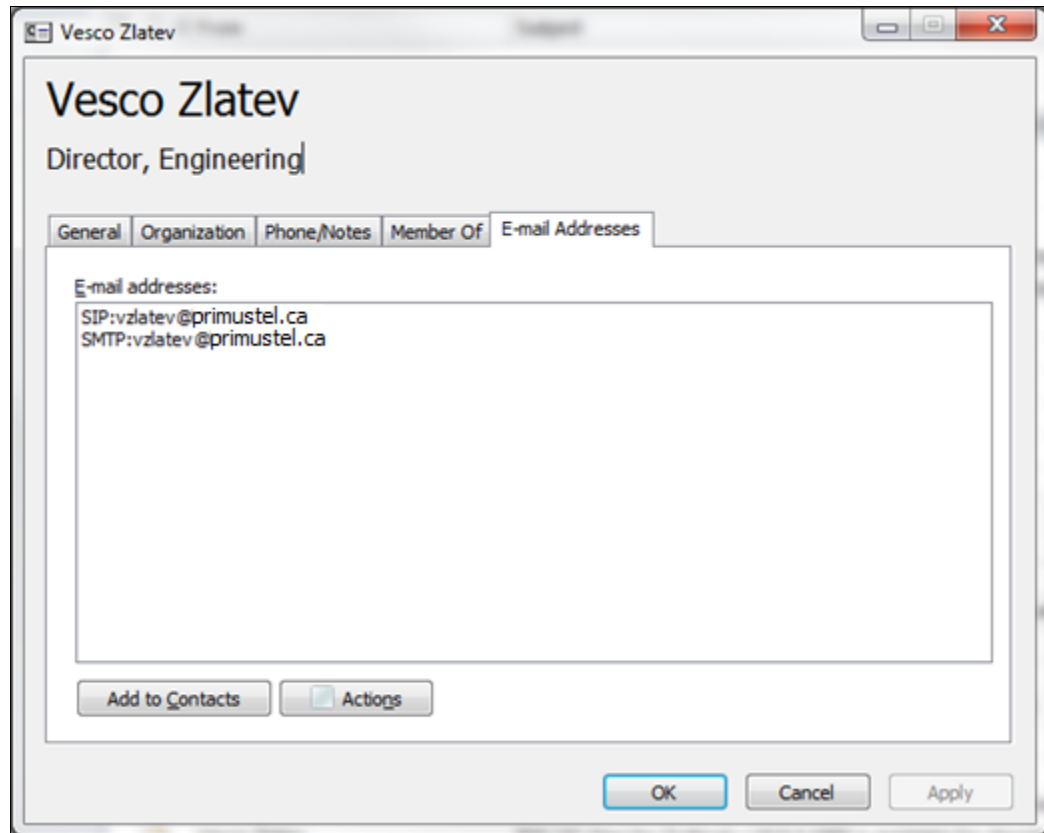 Vesco Zlatev
Vesco Zlatev
Director, Engineering
General Organization Phone/Notes Member Of E-mail Addresses
E-mail addresses:
SIP:vzlatev@primustel.ca
SMTP:vzlatev@primustel.ca
Add to Contacts Actions
OK Cancel Apply